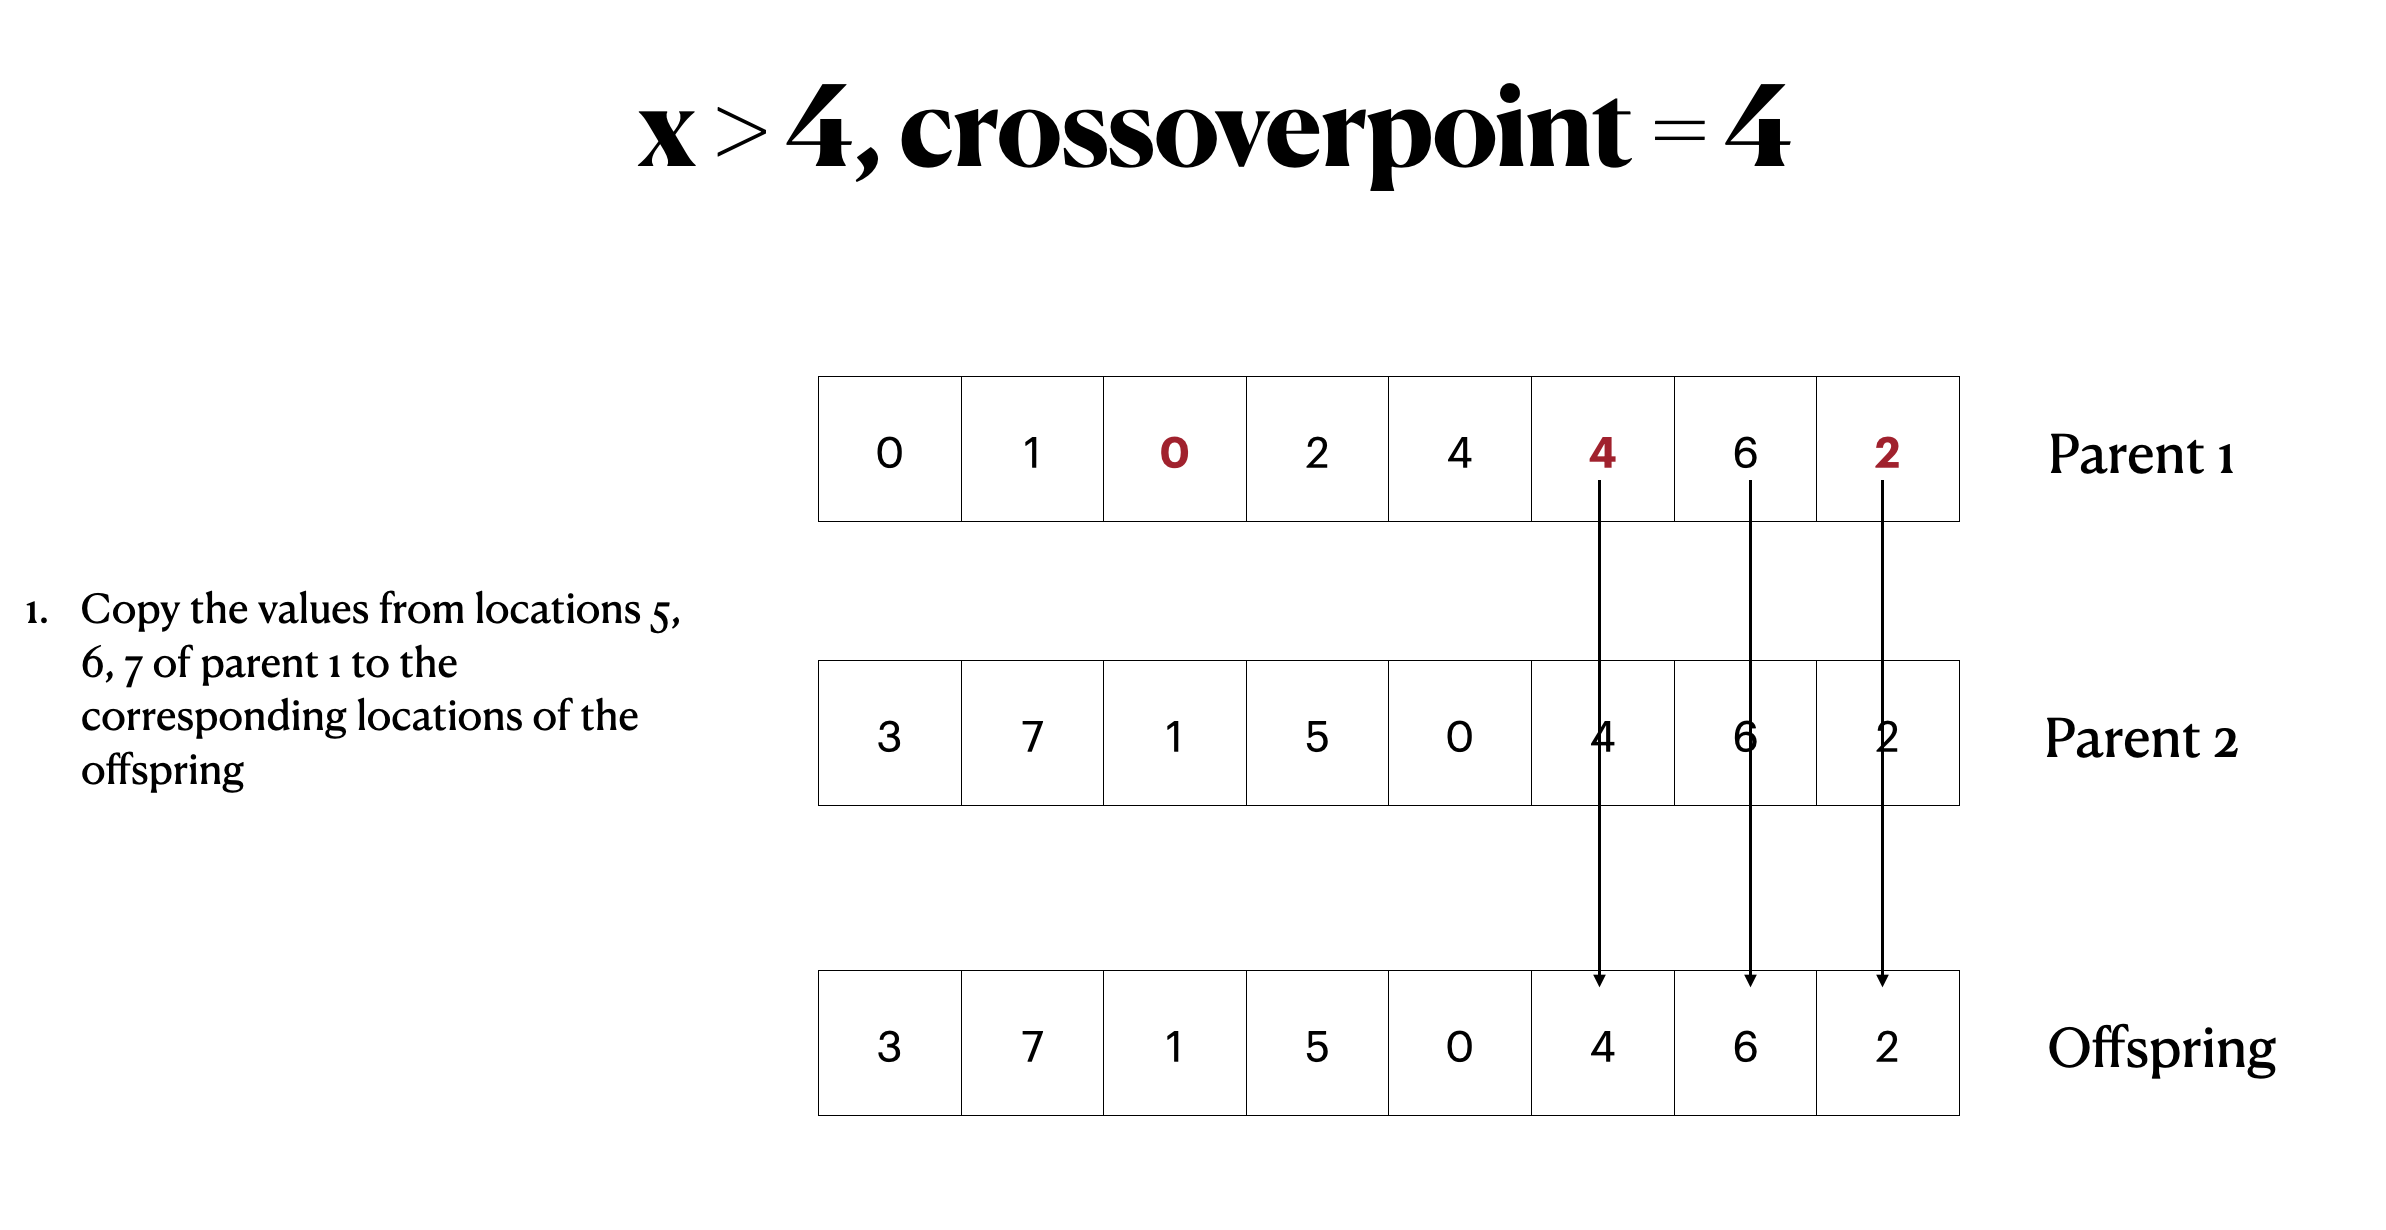 x > 4, crossoverpoint = 4
0 1 0 2 4 4 6 2 Parent 1
1. Copy the values from locations 5,
6, 7 of parent 1 to the
corresponding locations of the
offspring
3 7 1 5 0 4 6 2 Parent 2
3 7 1 5 0 4 6 2 Offspring